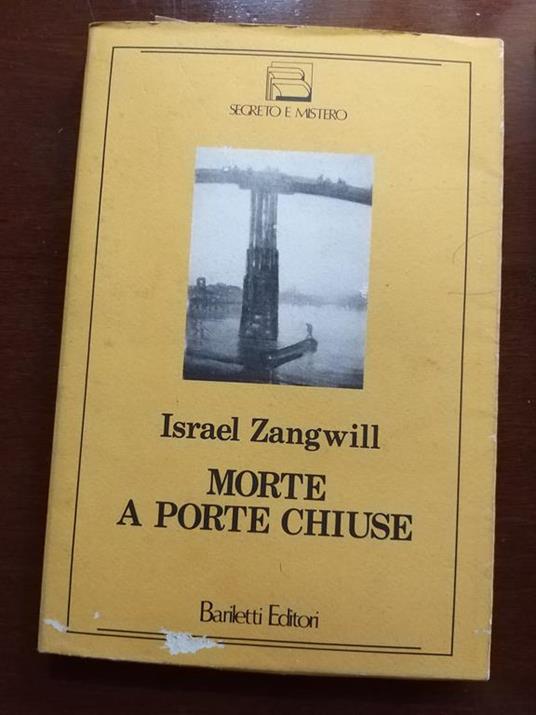 SEGRETO E MISTERO
Israel Zangwill
MORTE
A PORTE CHIUSE
Bariletti Editori